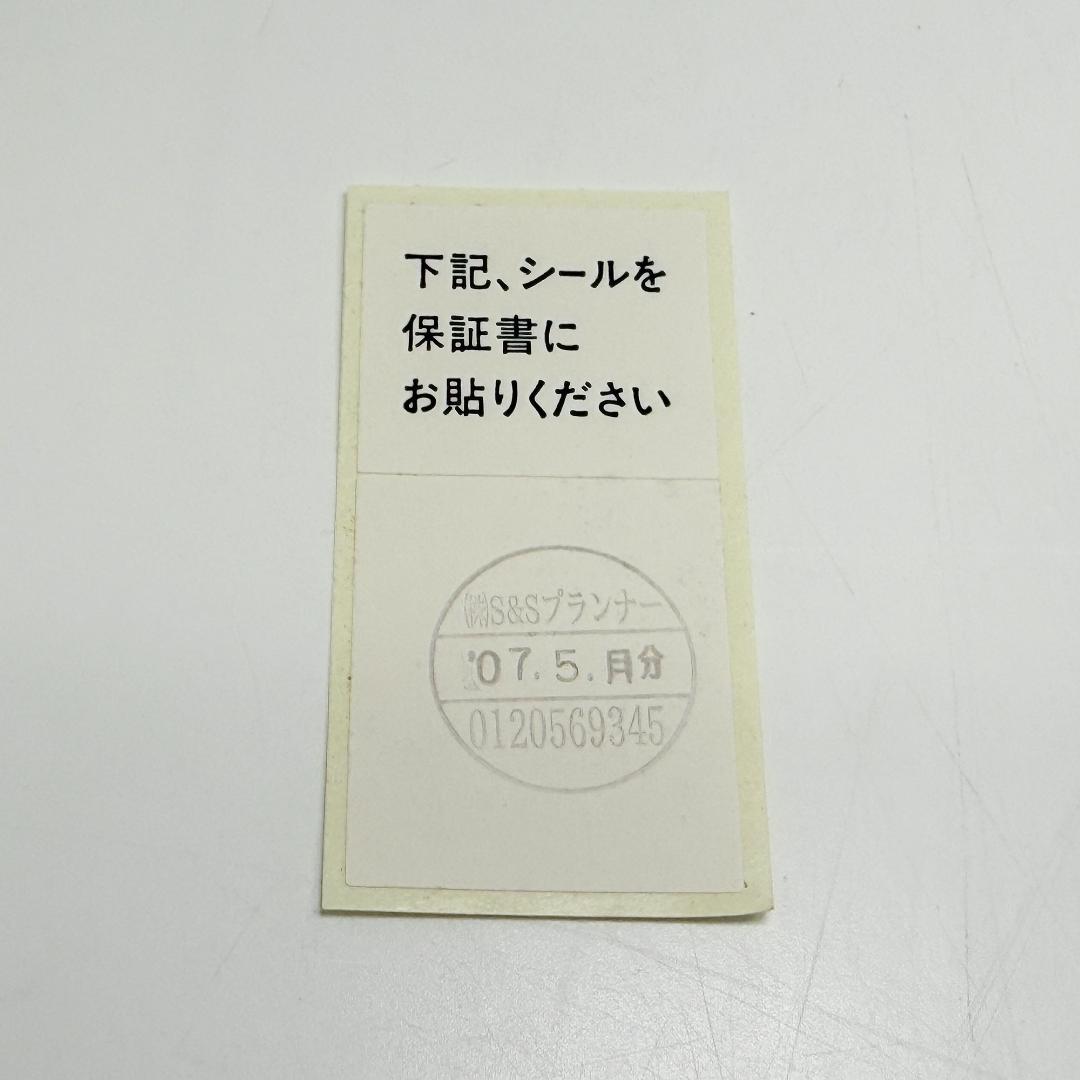 下記、シールを
保証書に
お貼りください
㈱S&Sプランナー
'07.5.月分
0120569345